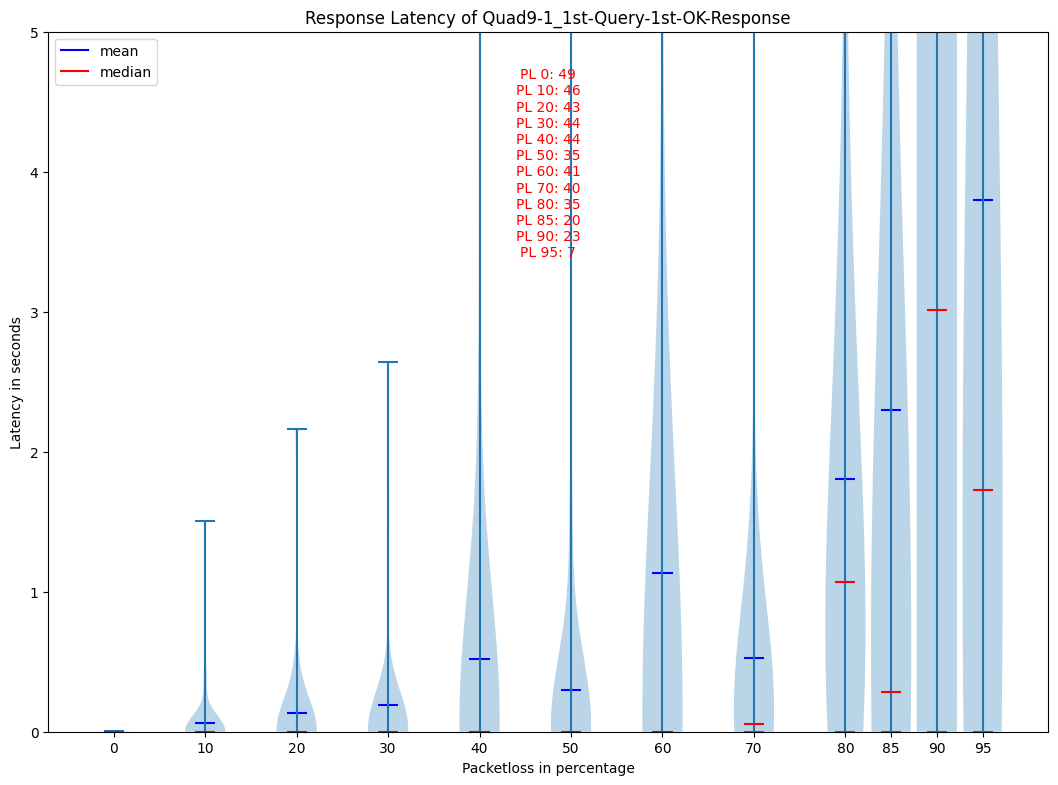 Response Latency of Quad9-1_1st-Query-1st-OK-Response
mean
median
PL 0: 49
PL 10: 46
PL 20: 43
PL 30: 44
PL 40: 44
PL 50: 35
PL 60: 41
PL 70: 40
PL 80: 35
PL 85: 20
PL 90: 23
PL 95: 7
Latency in seconds
5
4
3
2
1
0
0 10 20 30 40 50 60 70 80 85 90 95
Packetloss in percentage